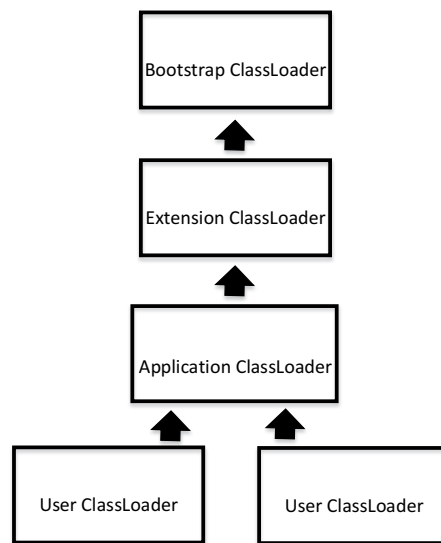 Bootstrap ClassLoader
Extension ClassLoader
Application ClassLoader
User ClassLoader
User ClassLoader